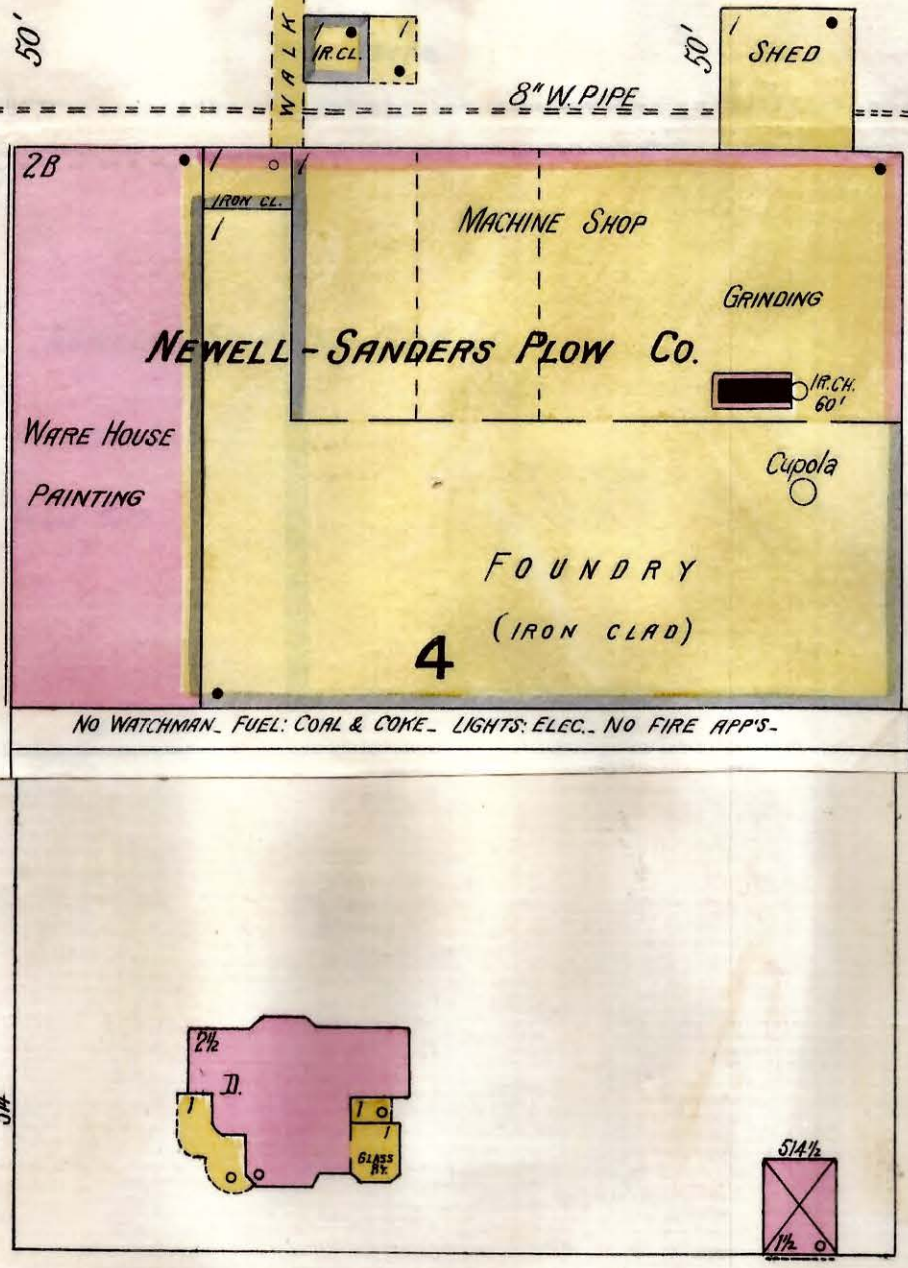 50'
WALK
1
IR.CL.
1
50'
1
SHED
8" W. PIPE
2B
1
IRON CL.
1
1
MACHINE SHOP
GRINDING
NEWELL-SANDERS PLOW CO.
IR.CH.
60'
WARE HOUSE
PAINTING
Cupola
FOUNDRY
(IRON CLAD)
4
NO WATCHMAN_ FUEL: COAL & COKE_ LIGHTS: ELEC._ NO FIRE APP'S_
2½
D.
1
1
1
GLASS
514
514½
1½